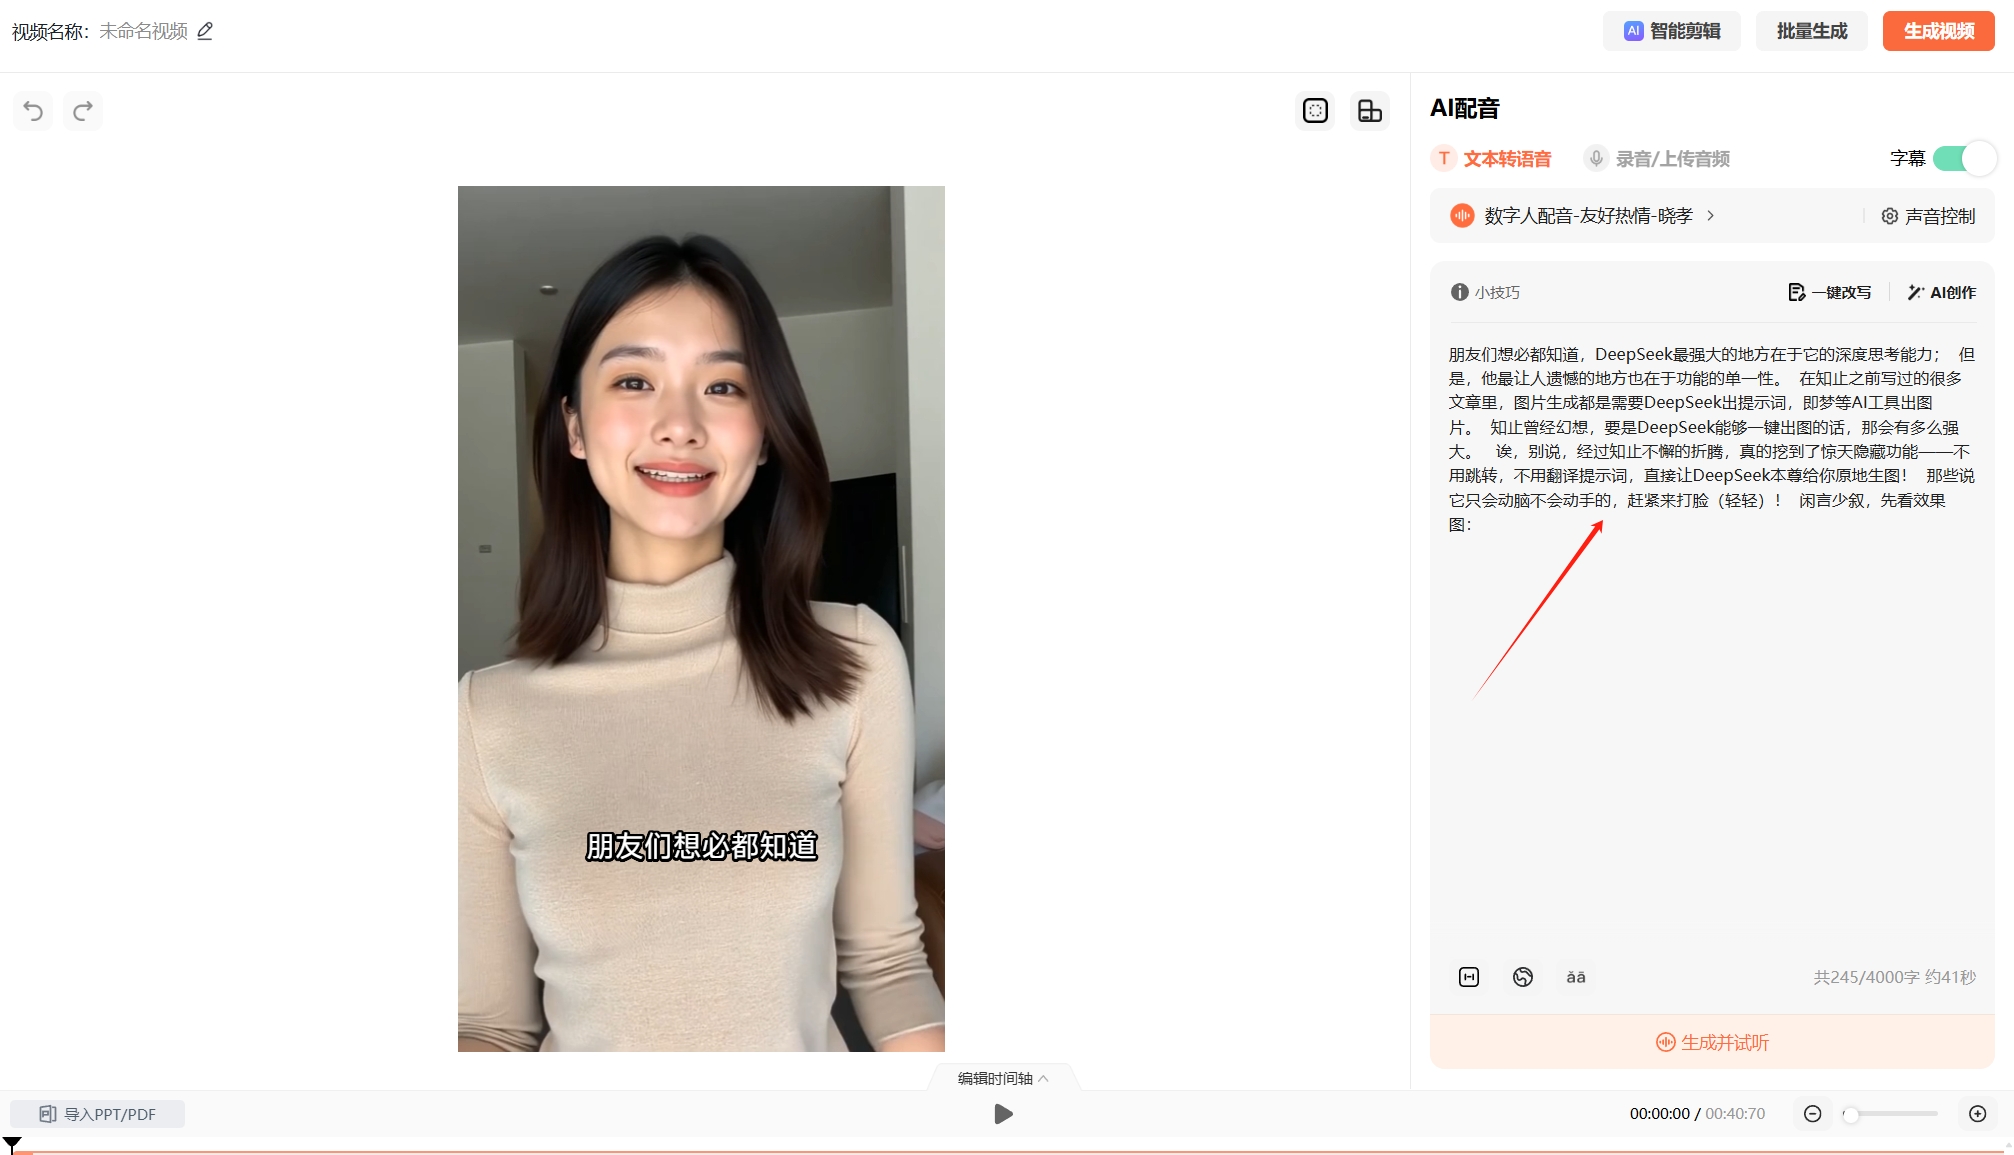 视频名称：未命名视频
AI 智能剪辑
批量生成
生成视频
AI配音
T 文本转语音
录音/上传音频
字幕
数字人配音-友好热情-晓孝
声音控制
小技巧
一键改写
AI创作
朋友们想必都知道，DeepSeek最强大的地方在于它的深度思考能力； 但
是，他最让人遗憾的地方也在于功能的单一性。 在知止之前写过的很多
文章里，图片生成都是需要DeepSeek出提示词，即梦等AI工具出图
片。 知止曾经幻想，要是DeepSeek能够一键出图的话，那会有多么强
大。 诶，别说，经过知止不懈的折腾，真的挖到了惊天隐藏功能——不
用跳转，不用翻译提示词，直接让DeepSeek本尊给你原地生图！ 那些说
它只会动脑不会动手的，赶紧来打脸（轻轻）！ 闲言少叙，先看效果
图：
朋友们想必都知道
āā
共245/4000字 约41秒
生成并试听
编辑时间轴
导入PPT/PDF
00:00:00 / 00:40:70